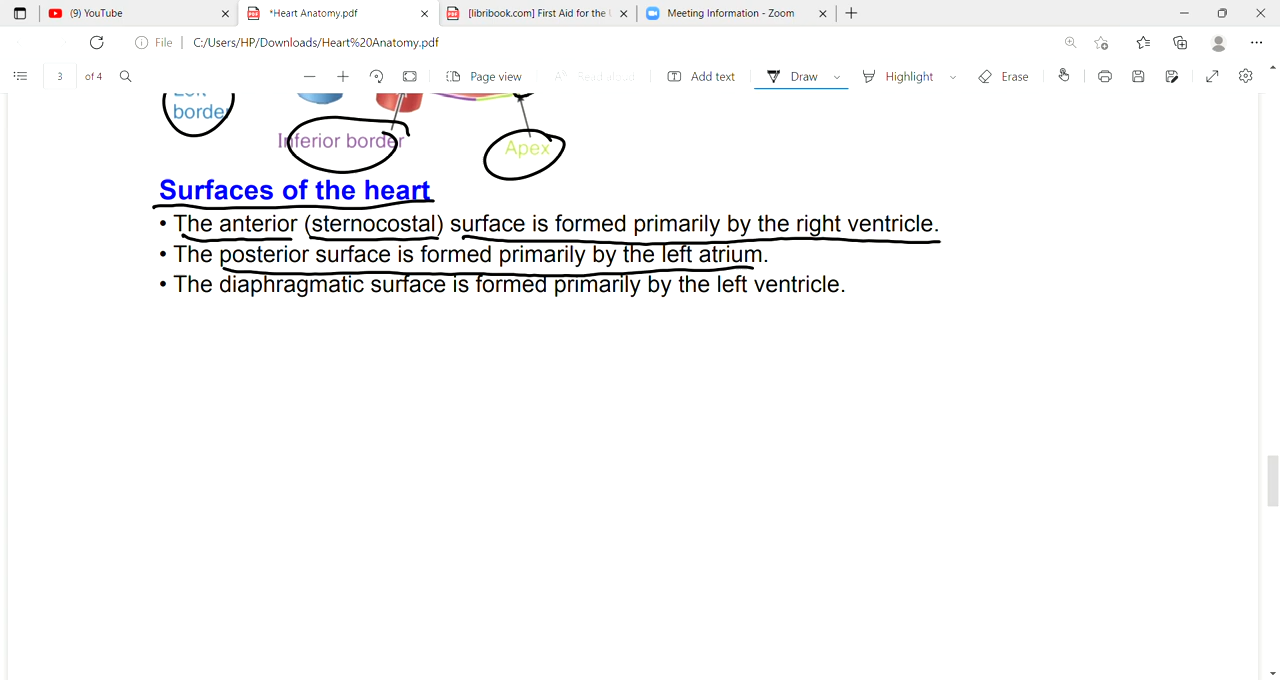 (9) YouTube
*Heart Anatomy.pdf
[libribook.com] First Aid for the
Meeting Information - Zoom
File
C:/Users/HP/Downloads/Heart%20Anatomy.pdf
3 of 4
Page view
Read aloud
Add text
Draw
Highlight
Erase
Left
border
Inferior border
Apex
Surfaces of the heart
• The anterior (sternocostal) surface is formed primarily by the right ventricle.
• The posterior surface is formed primarily by the left atrium.
• The diaphragmatic surface is formed primarily by the left ventricle.